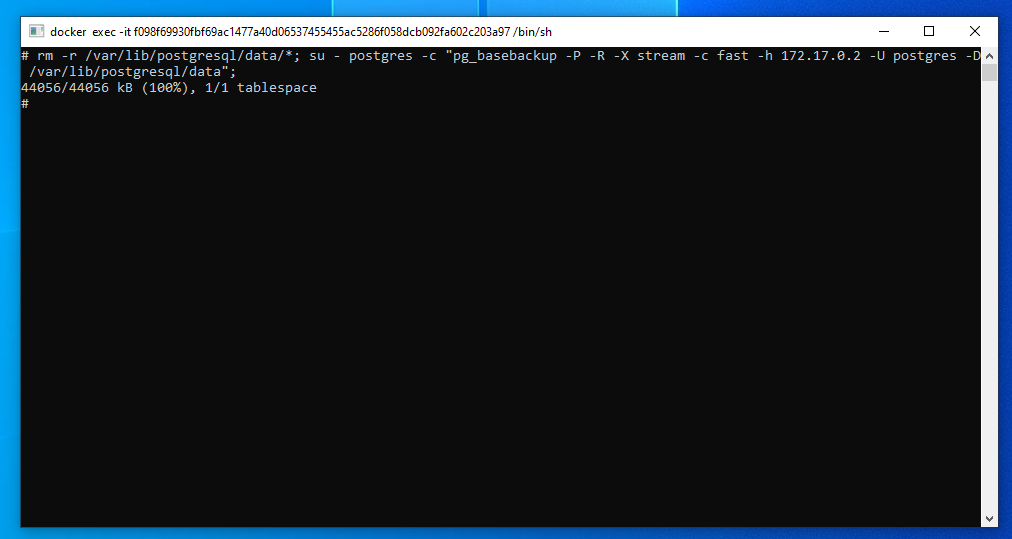 docker exec -it f098f69930fbf69ac1477a40d06537455455ac5286f058dcb092fa602c203a97 /bin/sh
# rm -r /var/lib/postgresql/data/*; su - postgres -c "pg_basebackup -P -R -X stream -c fast -h 172.17.0.2 -U postgres -D
/var/lib/postgresql/data";
44056/44056 kB (100%), 1/1 tablespace
#